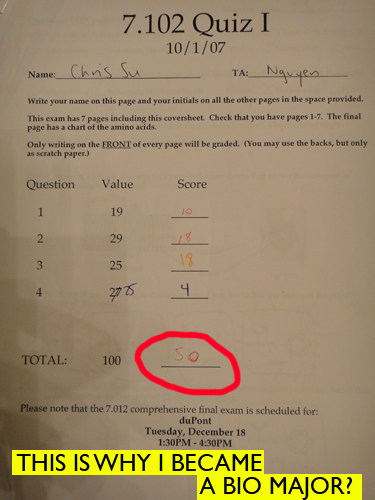 7.102 Quiz I
10/1/07
Name: Chris Su TA: Nguyen
Write your name on this page and your initials on all the other pages in the space provided.
This exam has 7 pages including this coversheet. Check that you have pages 1-7. The final
page has a chart of the amino acids.
Only writing on the FRONT of every page will be graded. (You may use the backs, but only
as scratch paper.)
Question Value Score
1 19 10
2 29 18
3 25 18
4 27 25 4
TOTAL: 100 50
Please note that the 7.012 comprehensive final exam is scheduled for:
duPont
Tuesday, December 18
1:30PM - 4:30PM
THIS IS WHY I BECAME
A BIO MAJOR?